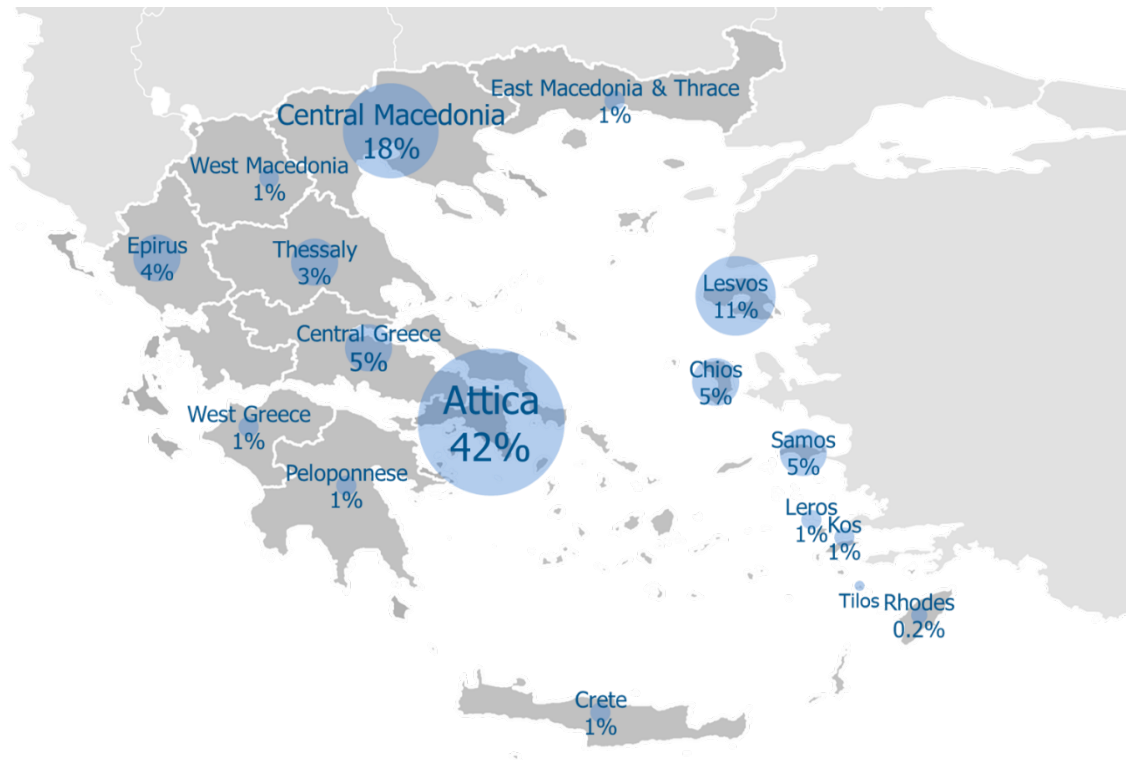 East Macedonia & Thrace
1%
Central Macedonia
18%
West Macedonia
1%
Epirus
4%
Thessaly
3%
Lesvos
11%
Central Greece
5%
Chios
5%
Attica
42%
West Greece
1%
Samos
5%
Peloponnese
1%
Leros
1%
Kos
1%
Tilos
Rhodes
0.2%
Crete
1%